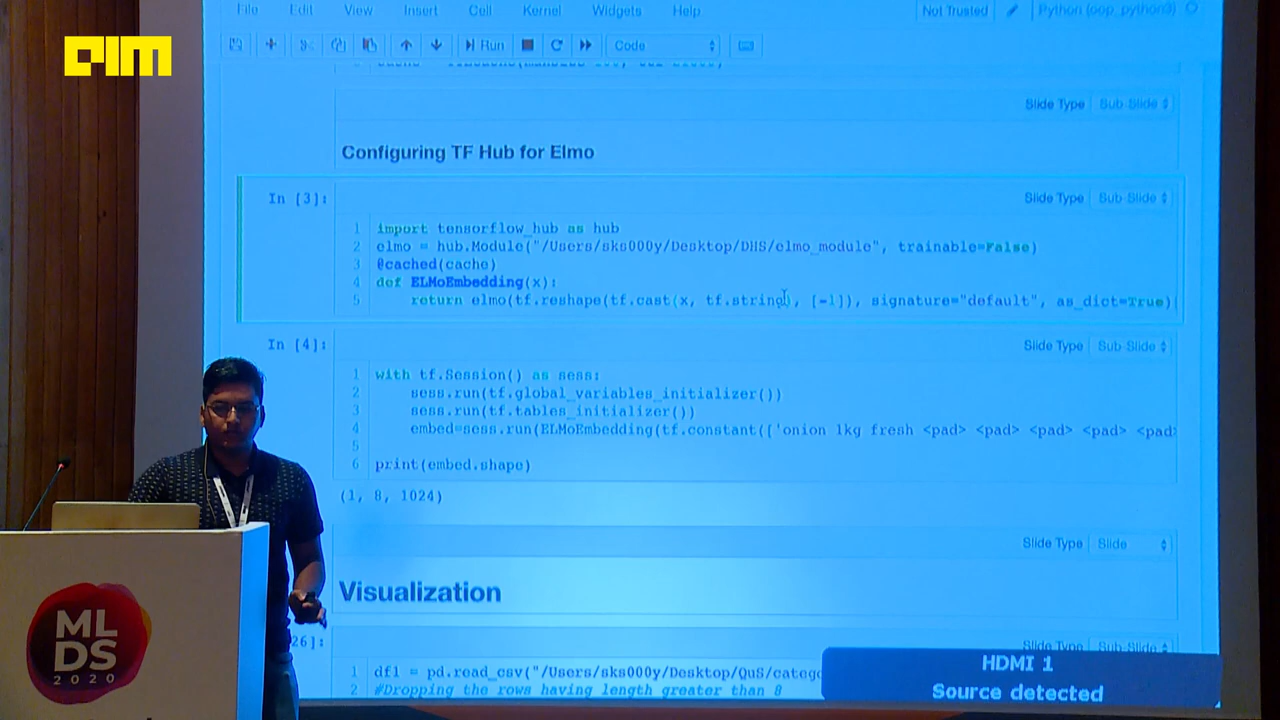 AIM
File Edit View Insert Cell Kernel Widgets Help Not Trusted Python (oop_python3)
Run Code
Slide Type Sub-Slide
Configuring TF Hub for Elmo
In [3]: Slide Type Sub-Slide
1 import tensorflow_hub as hub
2 elmo = hub.Module("/Users/sks000y/Desktop/DHS/elmo_module", trainable=False)
3 @cached(cache)
4 def ELMoEmbedding(x):
5 return elmo(tf.reshape(tf.cast(x, tf.string), [-1]), signature="default", as_dict=True)
In [4]: Slide Type Sub-Slide
1 with tf.Session() as sess:
2 sess.run(tf.global_variables_initializer())
3 sess.run(tf.tables_initializer())
4 embed=sess.run(ELMoEmbedding(tf.constant(['onion 1kg fresh <pad> <pad> <pad> <pad> <pad
5
6 print(embed.shape)
(1, 8, 1024)
Slide Type Slide
Visualization
26]: Slide Type Sub-Slide
1 df1 = pd.read_csv("/Users/sks000y/Desktop/QuS/catego
2 #Dropping the rows having length greater than 8
HDMI 1
Source detected
ML
DS
2020